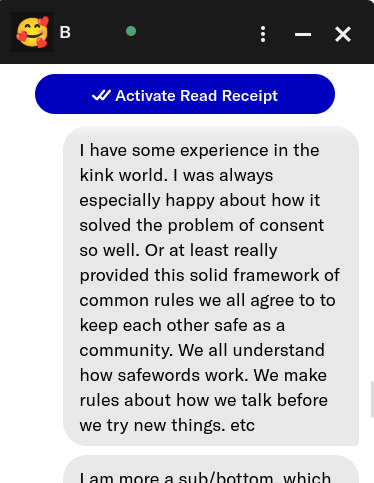 B
Activate Read Receipt
I have some experience in the
kink world. I was always
especially happy about how it
solved the problem of consent
so well. Or at least really
provided this solid framework of
common rules we all agree to to
keep each other safe as a
community. We all understand
how safewords work. We make
rules about how we talk before
we try new things. etc
I am more a sub/bottom, which